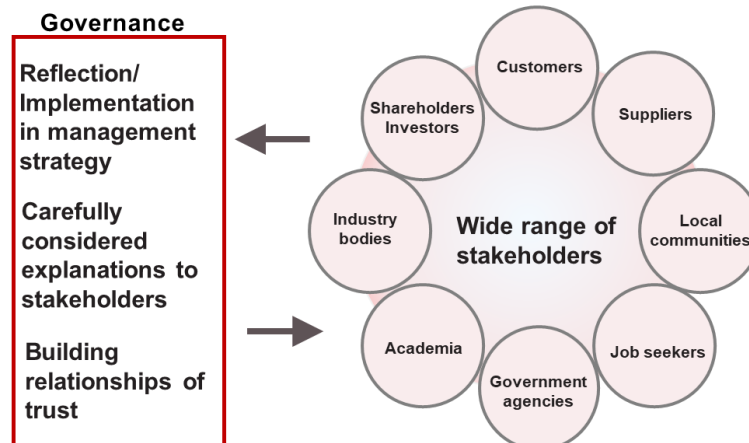 Governance
Reflection/
Implementation
in management
strategy
Carefully
considered
explanations to
stakeholders
Building
relationships of
trust
Customers
Shareholders
Investors
Suppliers
Industry
bodies
Wide range of
stakeholders
Local
communities
Academia
Job seekers
Government
agencies